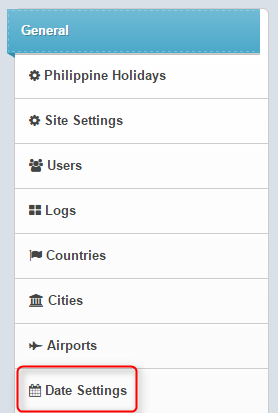 General
Philippine Holidays
Site Settings
Users
Logs
Countries
Cities
Airports
Date Settings